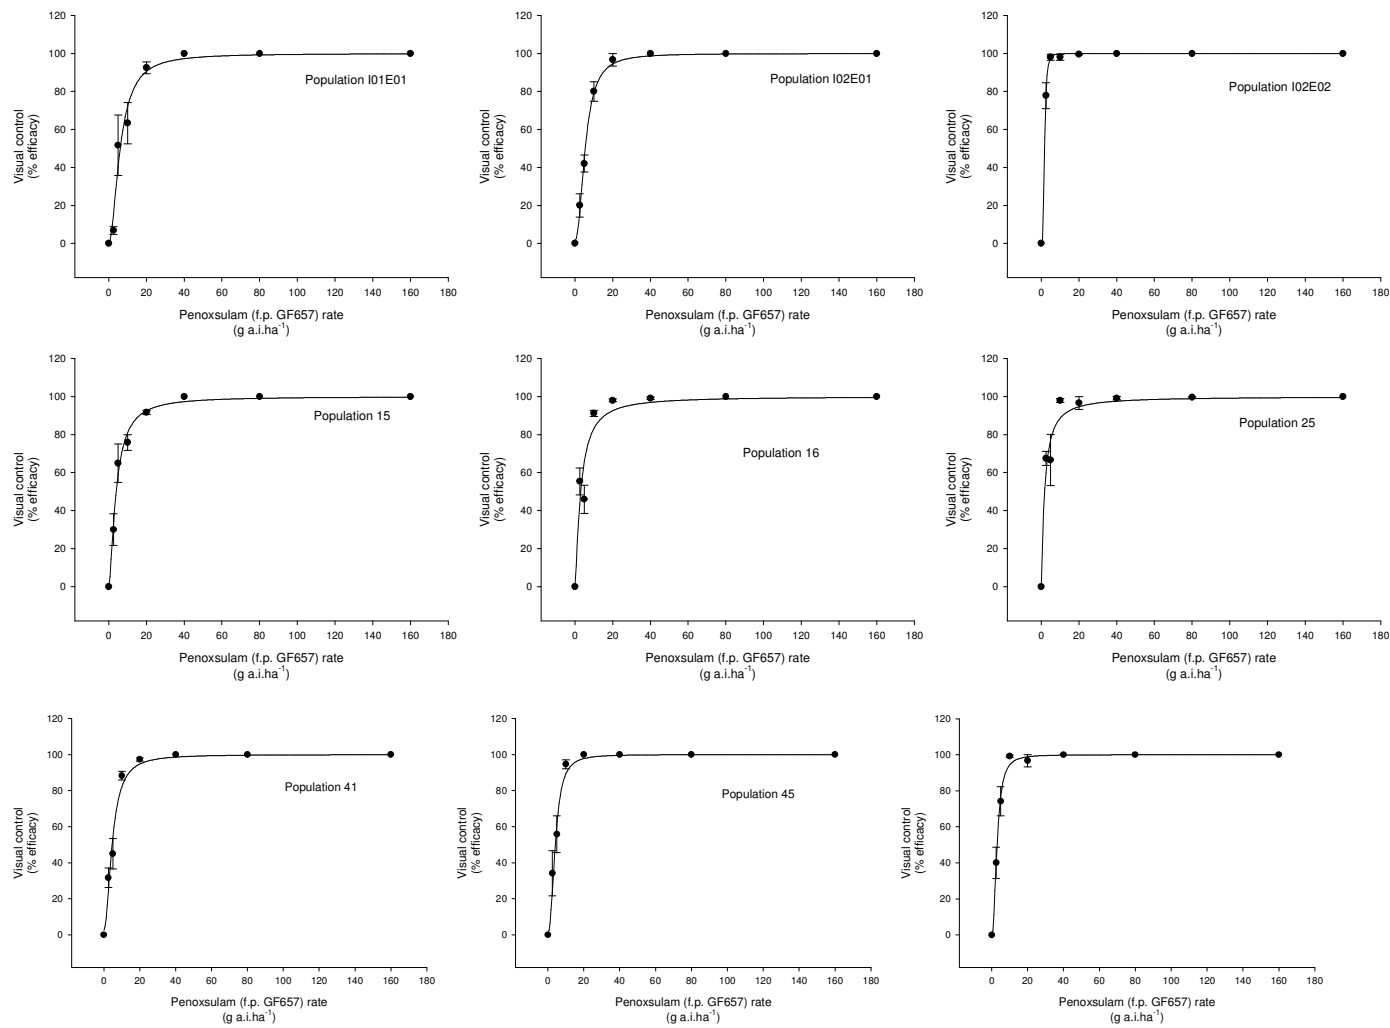 120
100
80
60
40
20
0
Visual control
(% efficacy)
Population I01E01
0 20 40 60 80 100 120 140 160 180
Penoxsulam (f.p. GF657) rate
(g a.i.ha⁻¹)
120
100
80
60
40
20
0
Visual control
(% efficacy)
Population I02E01
0 20 40 60 80 100 120 140 160 180
Penoxsulam (f.p. GF657) rate
(g a.i.ha⁻¹)
120
100
80
60
40
20
0
Visual control
(% efficacy)
Population I02E02
0 20 40 60 80 100 120 140 160 180
Penoxsulam (f.p. GF657) rate
(g a.i.ha⁻¹)
120
100
80
60
40
20
0
Visual control
(% efficacy)
Population 15
0 20 40 60 80 100 120 140 160 180
Penoxsulam (f.p. GF657) rate
(g a.i.ha⁻¹)
120
100
80
60
40
20
0
Visual control
(% efficacy)
Population 16
0 20 40 60 80 100 120 140 160 180
Penoxsulam (f.p. GF657) rate
(g a.i.ha⁻¹)
120
100
80
60
40
20
0
Visual control
(% efficacy)
Population 25
0 20 40 60 80 100 120 140 160 180
Penoxsulam (f.p. GF657) rate
(g a.i.ha⁻¹)
120
100
80
60
40
20
0
Visual control
(% efficacy)
Population 41
0 20 40 60 80 100 120 140 160 180
Penoxsulam (f.p. GF657) rate
(g a.i.ha⁻¹)
120
100
80
60
40
20
0
Visual control
(% efficacy)
Population 45
0 20 40 60 80 100 120 140 160 180
Penoxsulam (f.p. GF657) rate
(g a.i.ha⁻¹)
120
100
80
60
40
20
0
Visual control
(% efficacy)
0 20 40 60 80 100 120 140 160 180
Penoxsulam (f.p. GF657) rate
(g a.i.ha⁻¹)